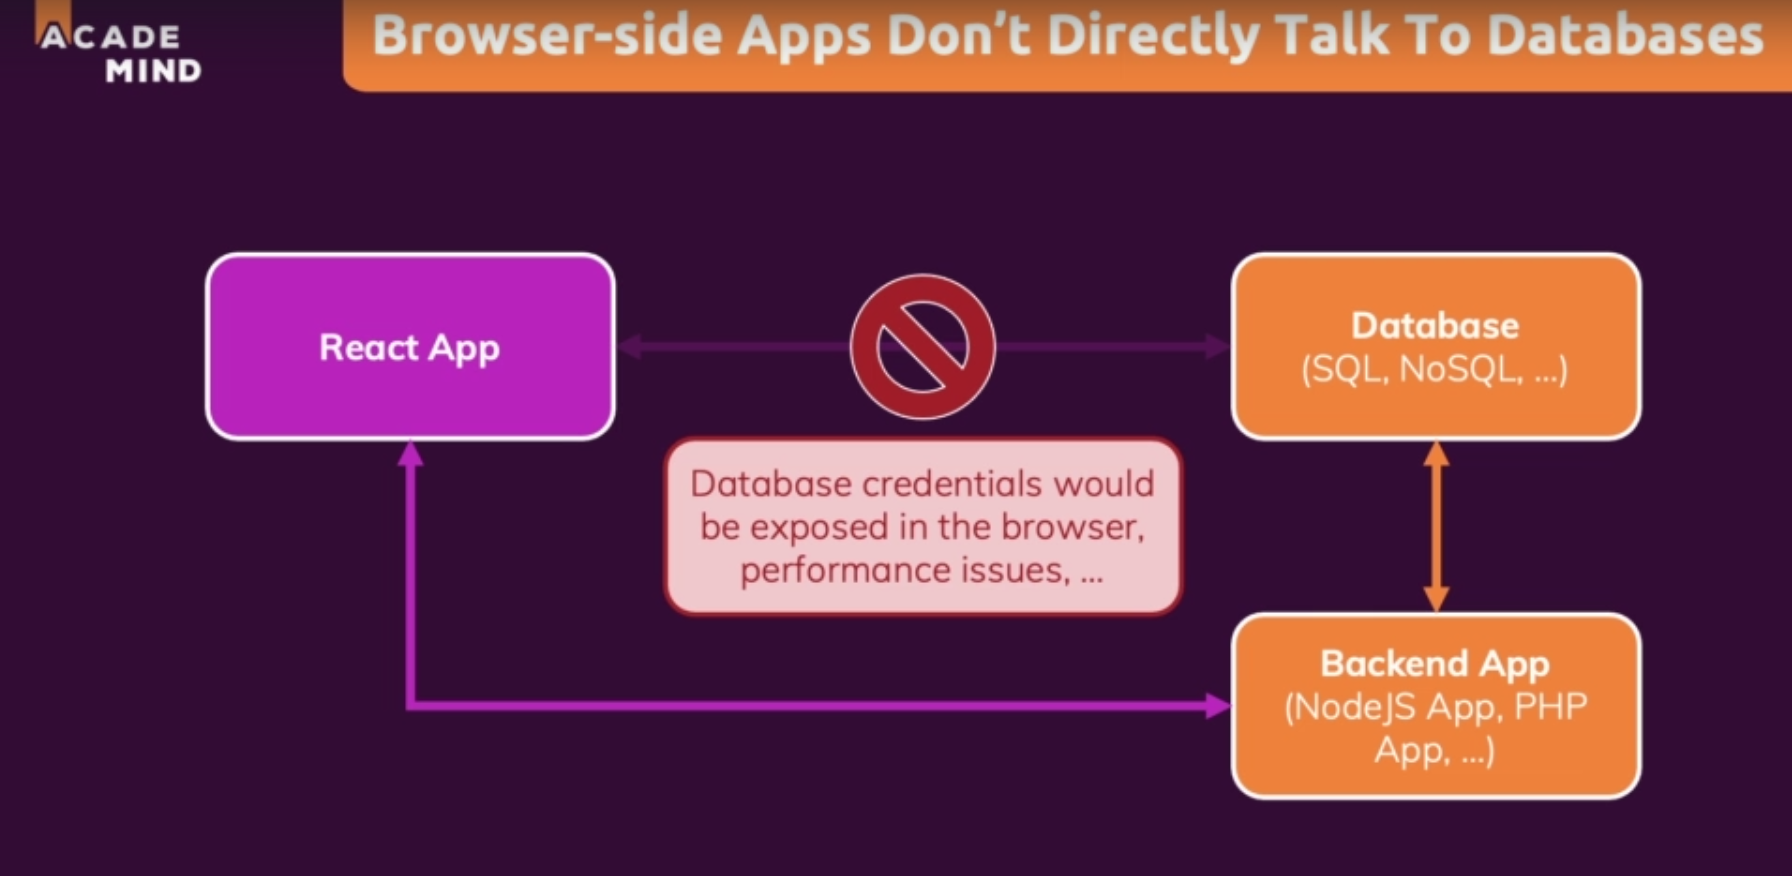 ACADE
MIND
Browser-side Apps Don't Directly Talk To Databases
React App
Database
(SQL, NoSQL, ...)
Database credentials would
be exposed in the browser,
performance issues, ...
Backend App
(NodeJS App, PHP
App, ...)